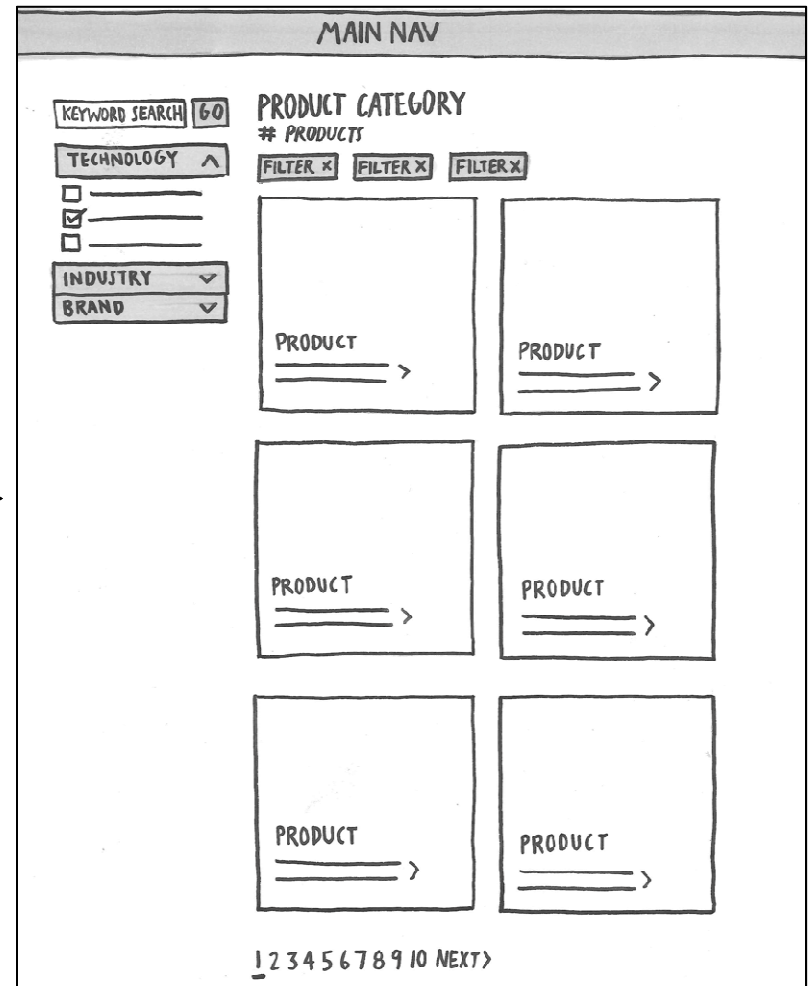 MAIN NAV
KEYWORD SEARCH GO
TECHNOLOGY
INDUSTRY
BRAND
PRODUCT CATEGORY
# PRODUCTS
FILTER X FILTER X FILTER X
PRODUCT
PRODUCT
PRODUCT
PRODUCT
PRODUCT
PRODUCT
1 2 3 4 5 6 7 8 9 10 NEXT >